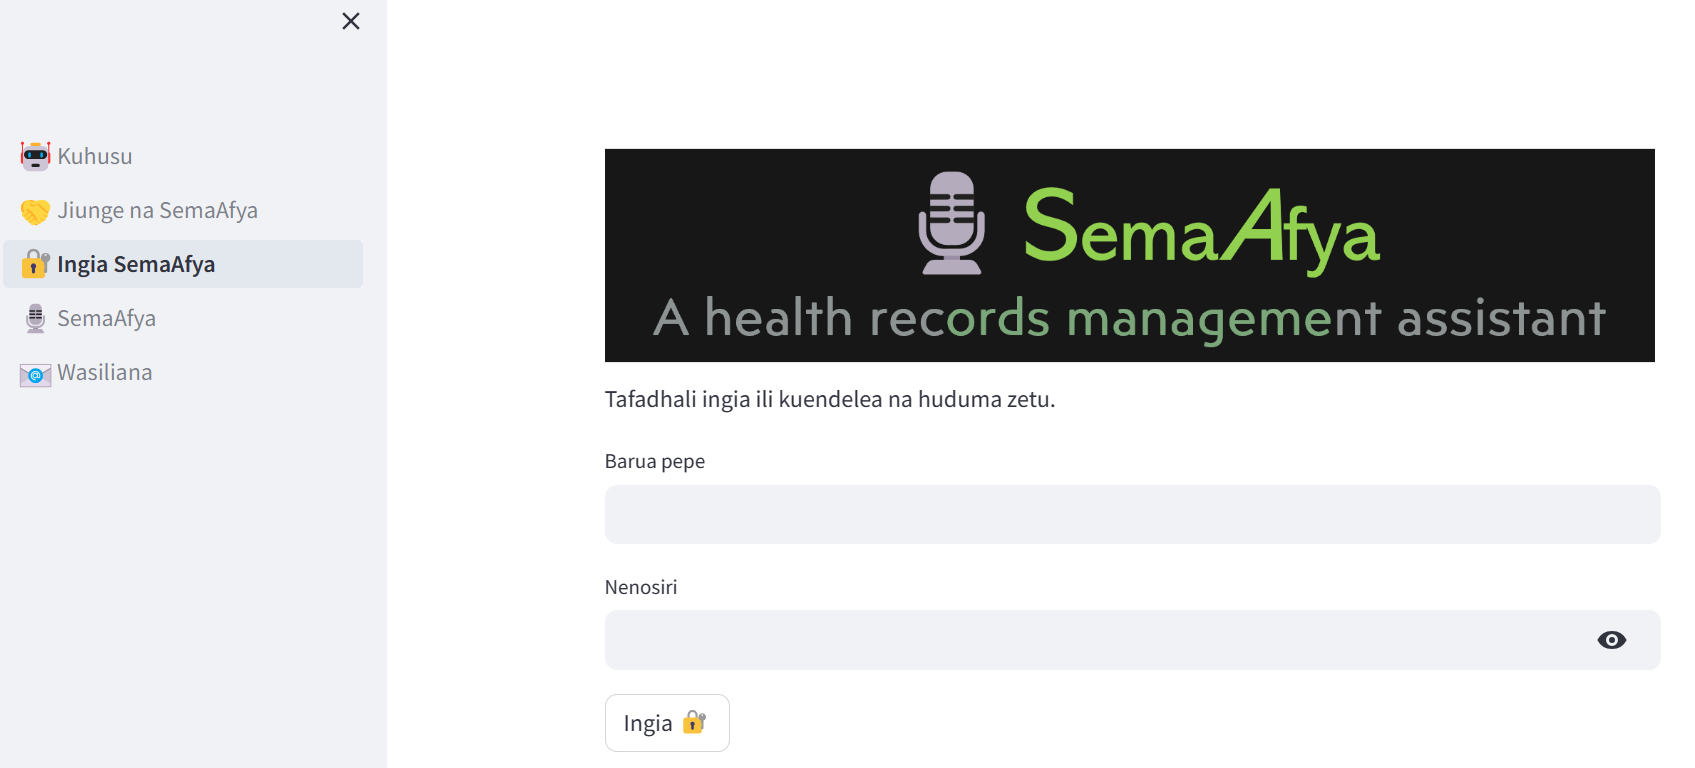 Kuhusu
Jiunge na SemaAfya
Ingia SemaAfya
SemaAfya
Wasiliana
SemaAfya
A health records management assistant
Tafadhali ingia ili kuendelea na huduma zetu.
Barua pepe
Nenosiri
Ingia